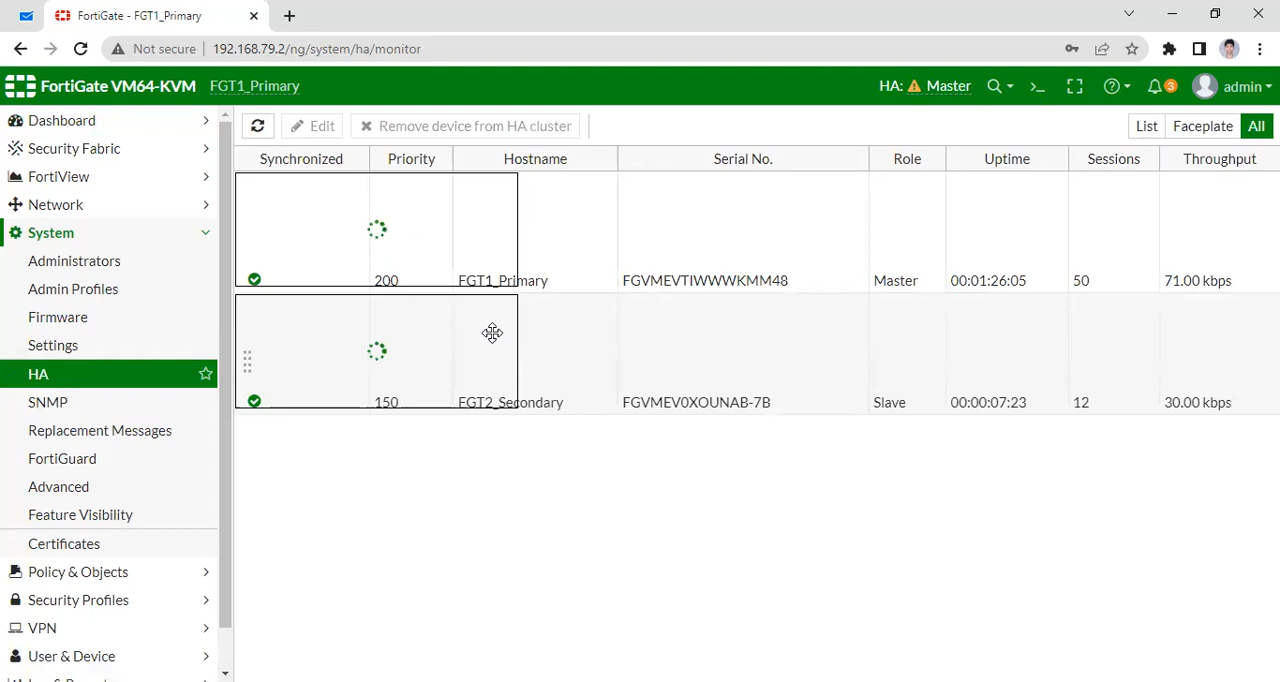 FortiGate - FGT1_Primary
Not secure 192.168.79.2/ng/system/ha/monitor
FortiGate VM64-KVM FGT1_Primary HA: Master 3 admin
Dashboard
Security Fabric
FortiView
Network
System
Administrators
Admin Profiles
Firmware
Settings
HA
SNMP
Replacement Messages
FortiGuard
Advanced
Feature Visibility
Certificates
Policy & Objects
Security Profiles
VPN
User & Device
Edit Remove device from HA cluster List Faceplate All
Synchronized Priority Hostname Serial No. Role Uptime Sessions Throughput
200 FGT1_Primary FGVMEVTIWWWKMM48 Master 00:01:26:05 50 71.00 kbps
150 FGT2_Secondary FGVMEV0XOUNAB-7B Slave 00:00:07:23 12 30.00 kbps